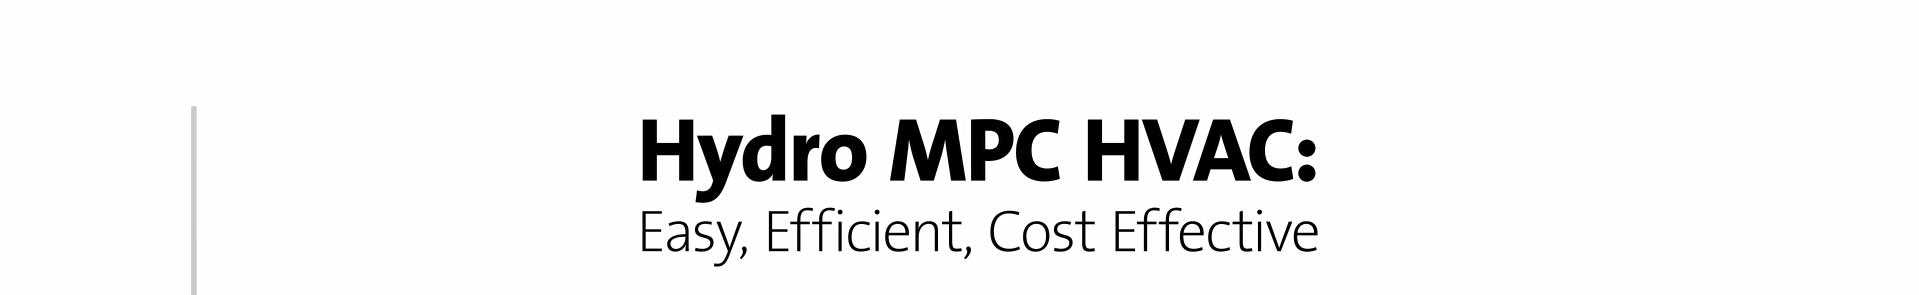 Hydro MPC HVAC:
Easy, Efficient, Cost Effective